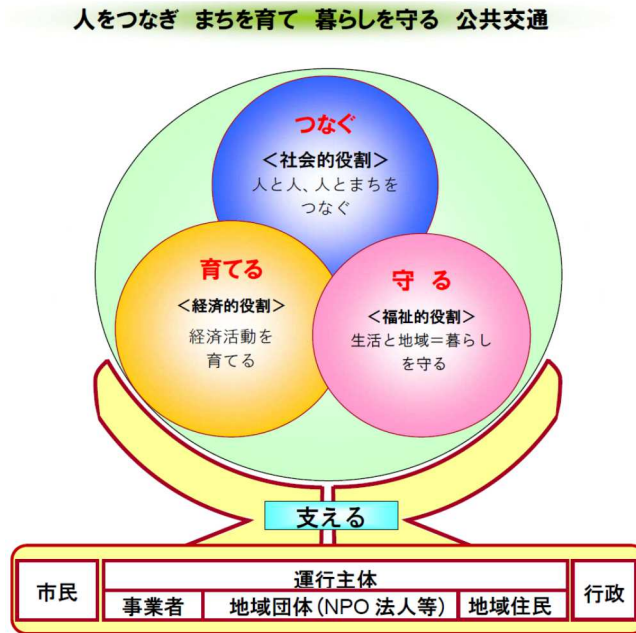 人をつなぎ まちを育て 暮らしを守る 公共交通
つなぐ
＜社会的役割＞
人と人、人とまちを
つなぐ
育てる
＜経済的役割＞
経済活動を
育てる
守 る
＜福祉的役割＞
生活と地域＝暮らし
を守る
支える
市民
運行主体
事業者
地域団体（NPO 法人等）
地域住民
行政